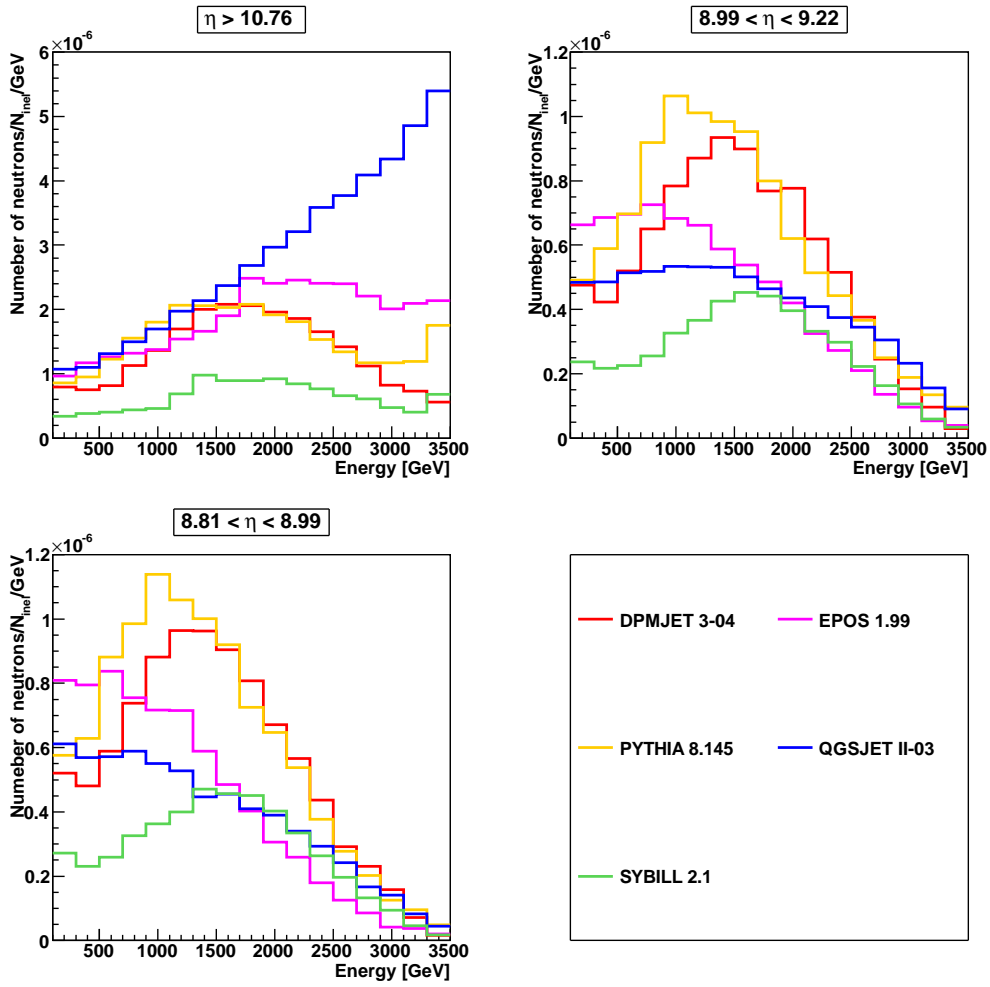 η > 10.76
×10-6
Numeber of neutrons/Ninel/GeV
6
5
4
3
2
1
0
500 1000 1500 2000 2500 3000 3500
Energy [GeV]
8.99 < η < 9.22
×10-6
Numeber of neutrons/Ninel/GeV
1.2
1
0.8
0.6
0.4
0.2
0
500 1000 1500 2000 2500 3000 3500
Energy [GeV]
8.81 < η < 8.99
×10-6
Numeber of neutrons/Ninel/GeV
1.2
1
0.8
0.6
0.4
0.2
0
500 1000 1500 2000 2500 3000 3500
Energy [GeV]
DPMJET 3-04
EPOS 1.99
PYTHIA 8.145
QGSJET II-03
SYBILL 2.1